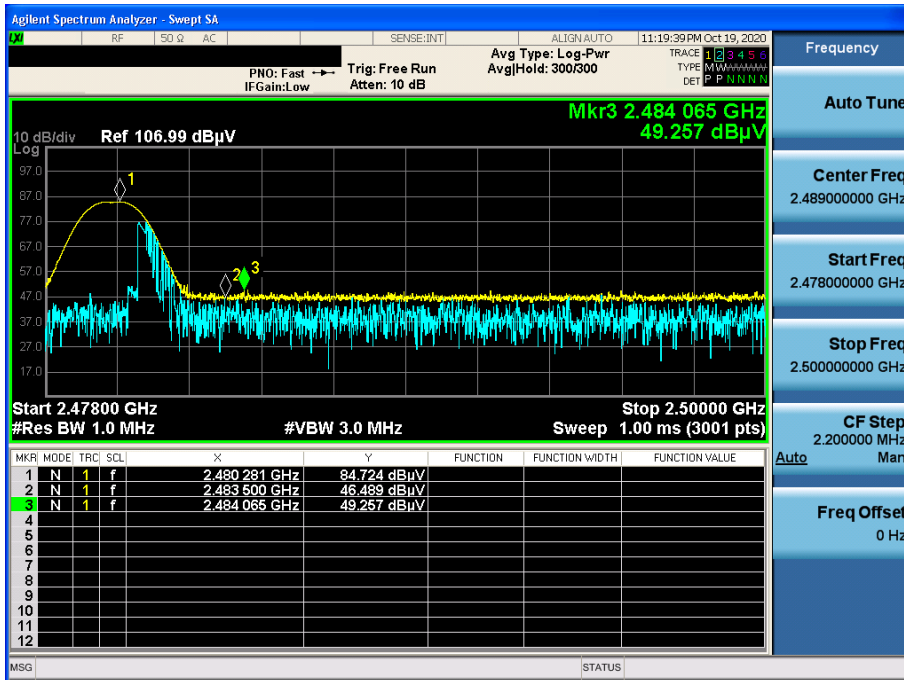 Agilent Spectrum Analyzer - Swept SA
LXI RF 50 Ω AC SENSE:INT ALIGN AUTO 11:19:39 PM Oct 19, 2020
PNO: Fast Trig: Free Run Avg Type: Log-Pwr TRACE 1 2 3 4 5 6
IFGain:Low Atten: 10 dB Avg|Hold: 300/300 TYPE M W W W W W W
DET P P N N N N
Mkr3 2.484 065 GHz
49.257 dBµV
10 dB/div Ref 106.99 dBµV
Log
97.0
87.0
77.0
67.0
57.0
47.0
37.0
27.0
17.0
1
2
3
Start 2.47800 GHz Stop 2.50000 GHz
#Res BW 1.0 MHz #VBW 3.0 MHz Sweep 1.00 ms (3001 pts)
MKR MODE TRC SCL X Y FUNCTION FUNCTION WIDTH FUNCTION VALUE
1 N 1 f 2.480 281 GHz 84.724 dBµV
2 N 1 f 2.483 500 GHz 46.489 dBµV
3 N 1 f 2.484 065 GHz 49.257 dBµV
4
5
6
7
8
9
10
11
12
MSG STATUS
Frequency
Auto Tune
Center Freq
2.489000000 GHz
Start Freq
2.478000000 GHz
Stop Freq
2.500000000 GHz
CF Step
2.200000 MHz
Auto Man
Freq Offset
0 Hz